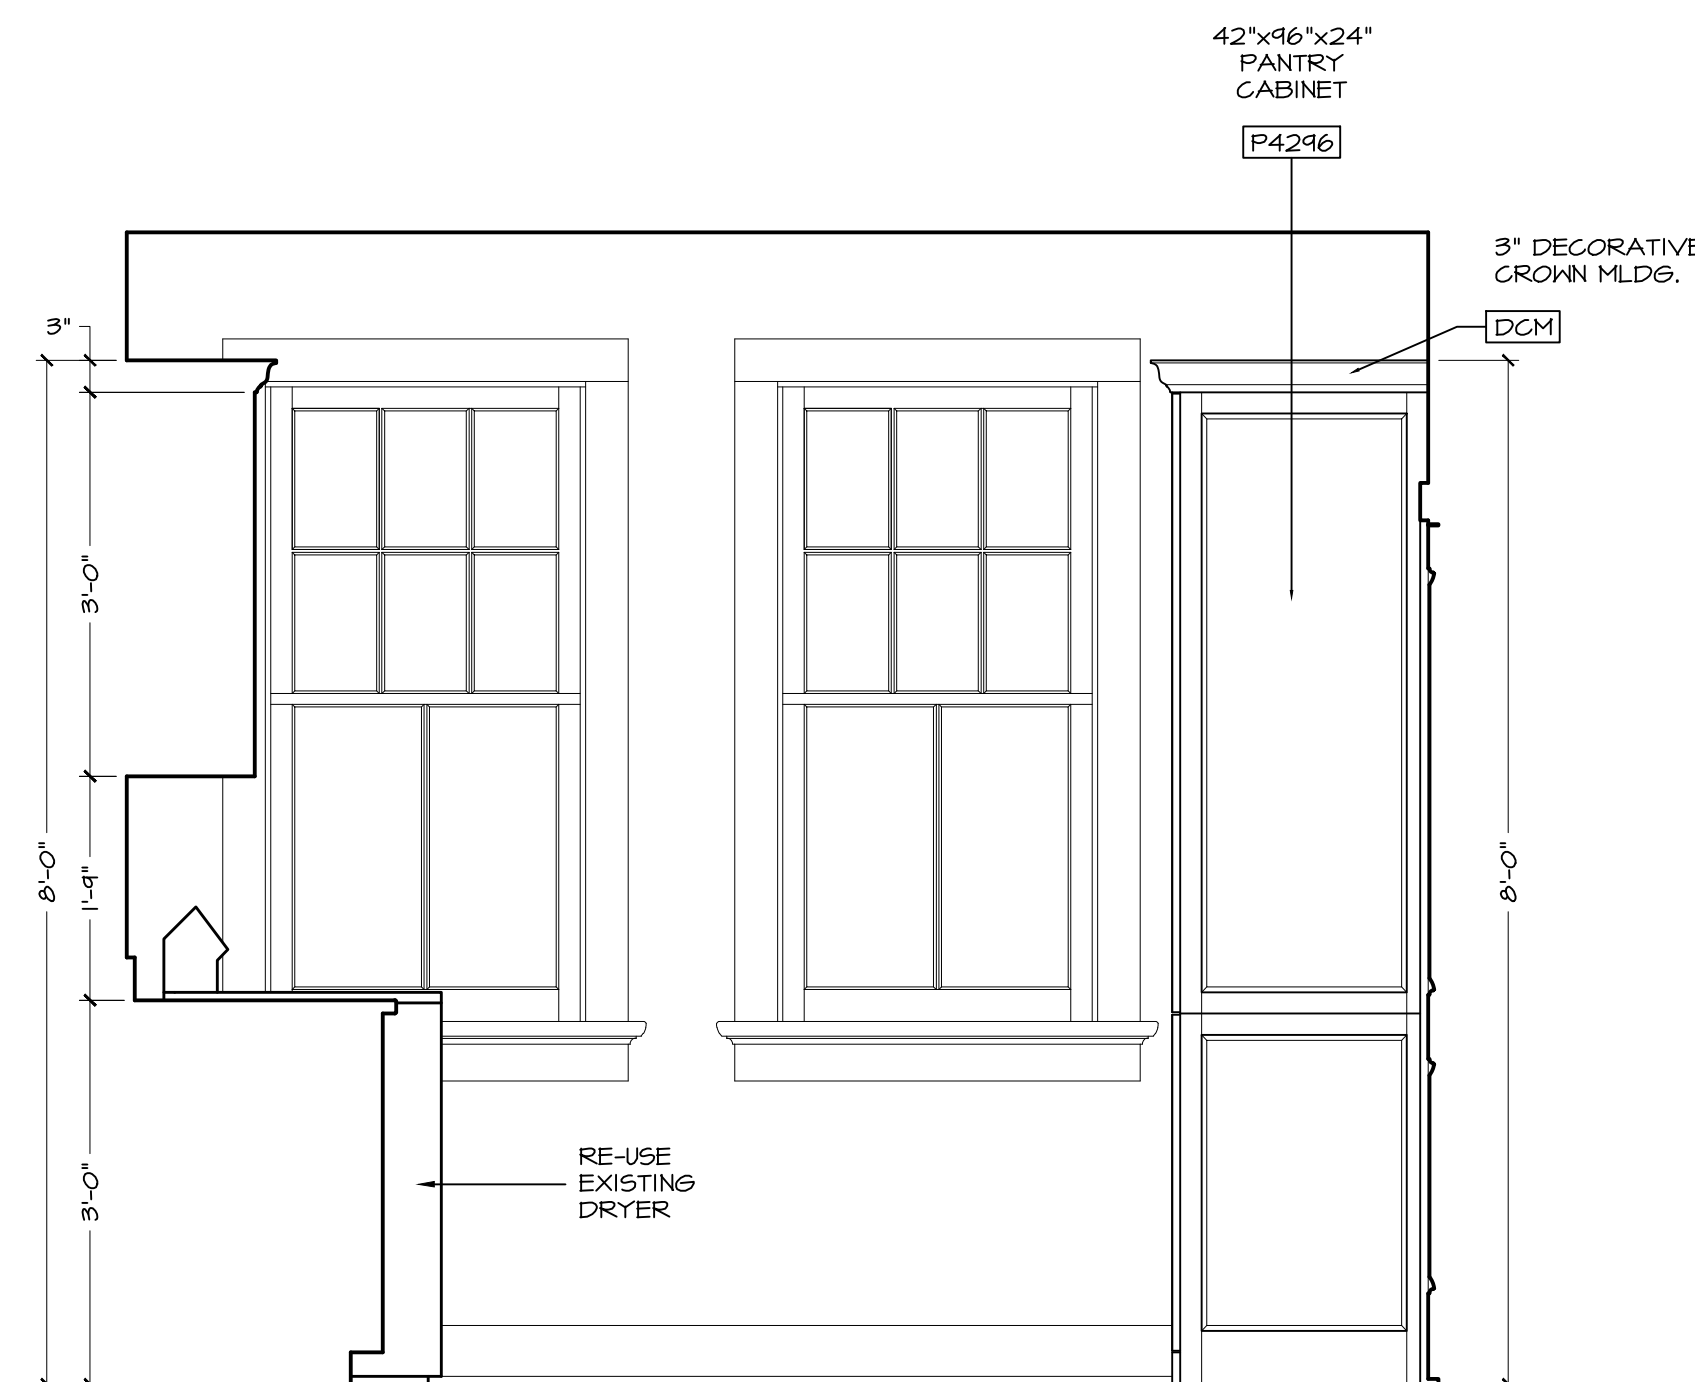 42"x96"x24"
PANTRY
CABINET
P4296
3" DECORATIVE
CROWN MLDG.
DCM
3"
3'-0"
8'-0"
1'-9"
8'-0"
3'-0"
RE-USE
EXISTING
DRYER